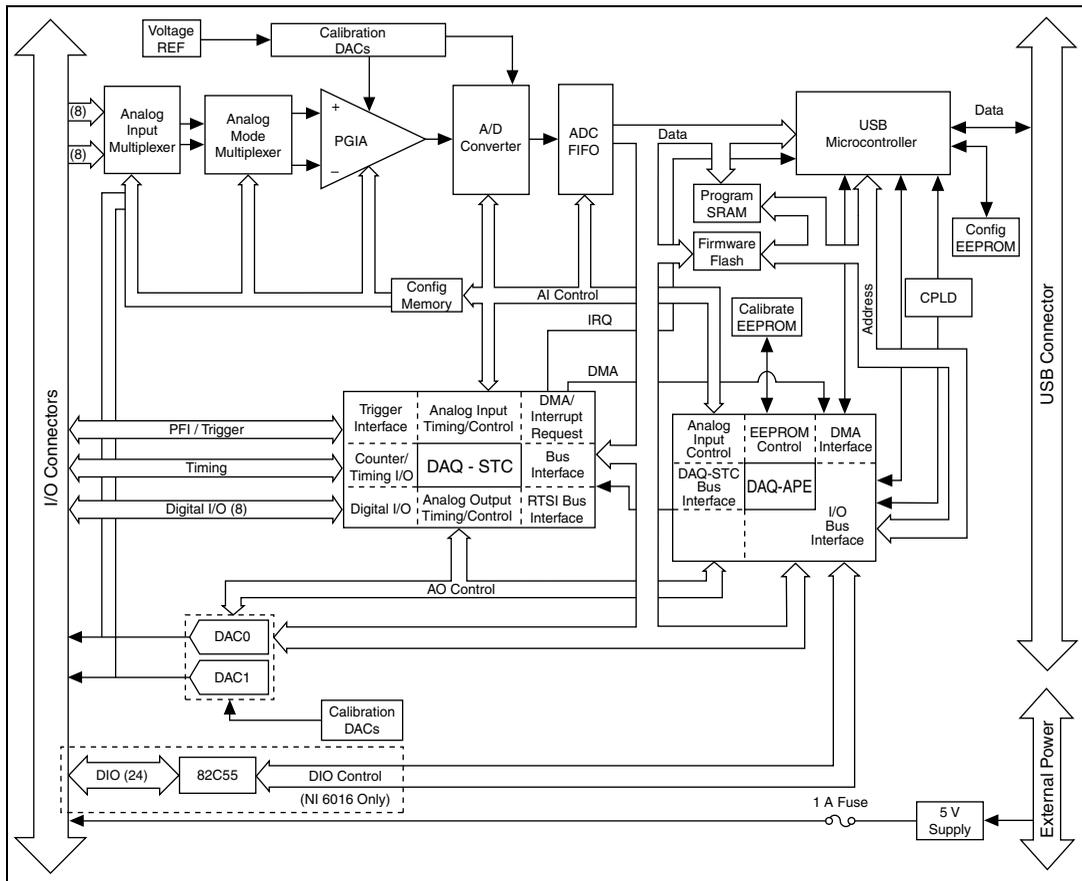 Voltage
REF
Calibration
DACs
(8)
(8)
Analog
Input
Multiplexer
Analog
Mode
Multiplexer
+
PGIA
–
A/D
Converter
ADC
FIFO
Data
USB
Microcontroller
Data
Program
SRAM
Firmware
Flash
Config
EEPROM
Config
Memory
AI Control
IRQ
Calibrate
EEPROM
Address
CPLD
DMA
I/O Connectors
USB Connector
PFI / Trigger
Timing
Digital I/O (8)
Trigger
Interface
Analog Input
Timing/Control
DMA/
Interrupt
Request
Counter/
Timing I/O
DAQ - STC
Bus
Interface
Digital I/O
Analog Output
Timing/Control
RTSI Bus
Interface
Analog
Input
Control
EEPROM
Control
DMA
Interface
DAQ-STC
Bus
Interface
DAQ-APE
I/O
Bus
Interface
AO Control
DAC0
DAC1
Calibration
DACs
DIO (24)
82C55
DIO Control
(NI 6016 Only)
1 A Fuse
5 V
Supply
External Power